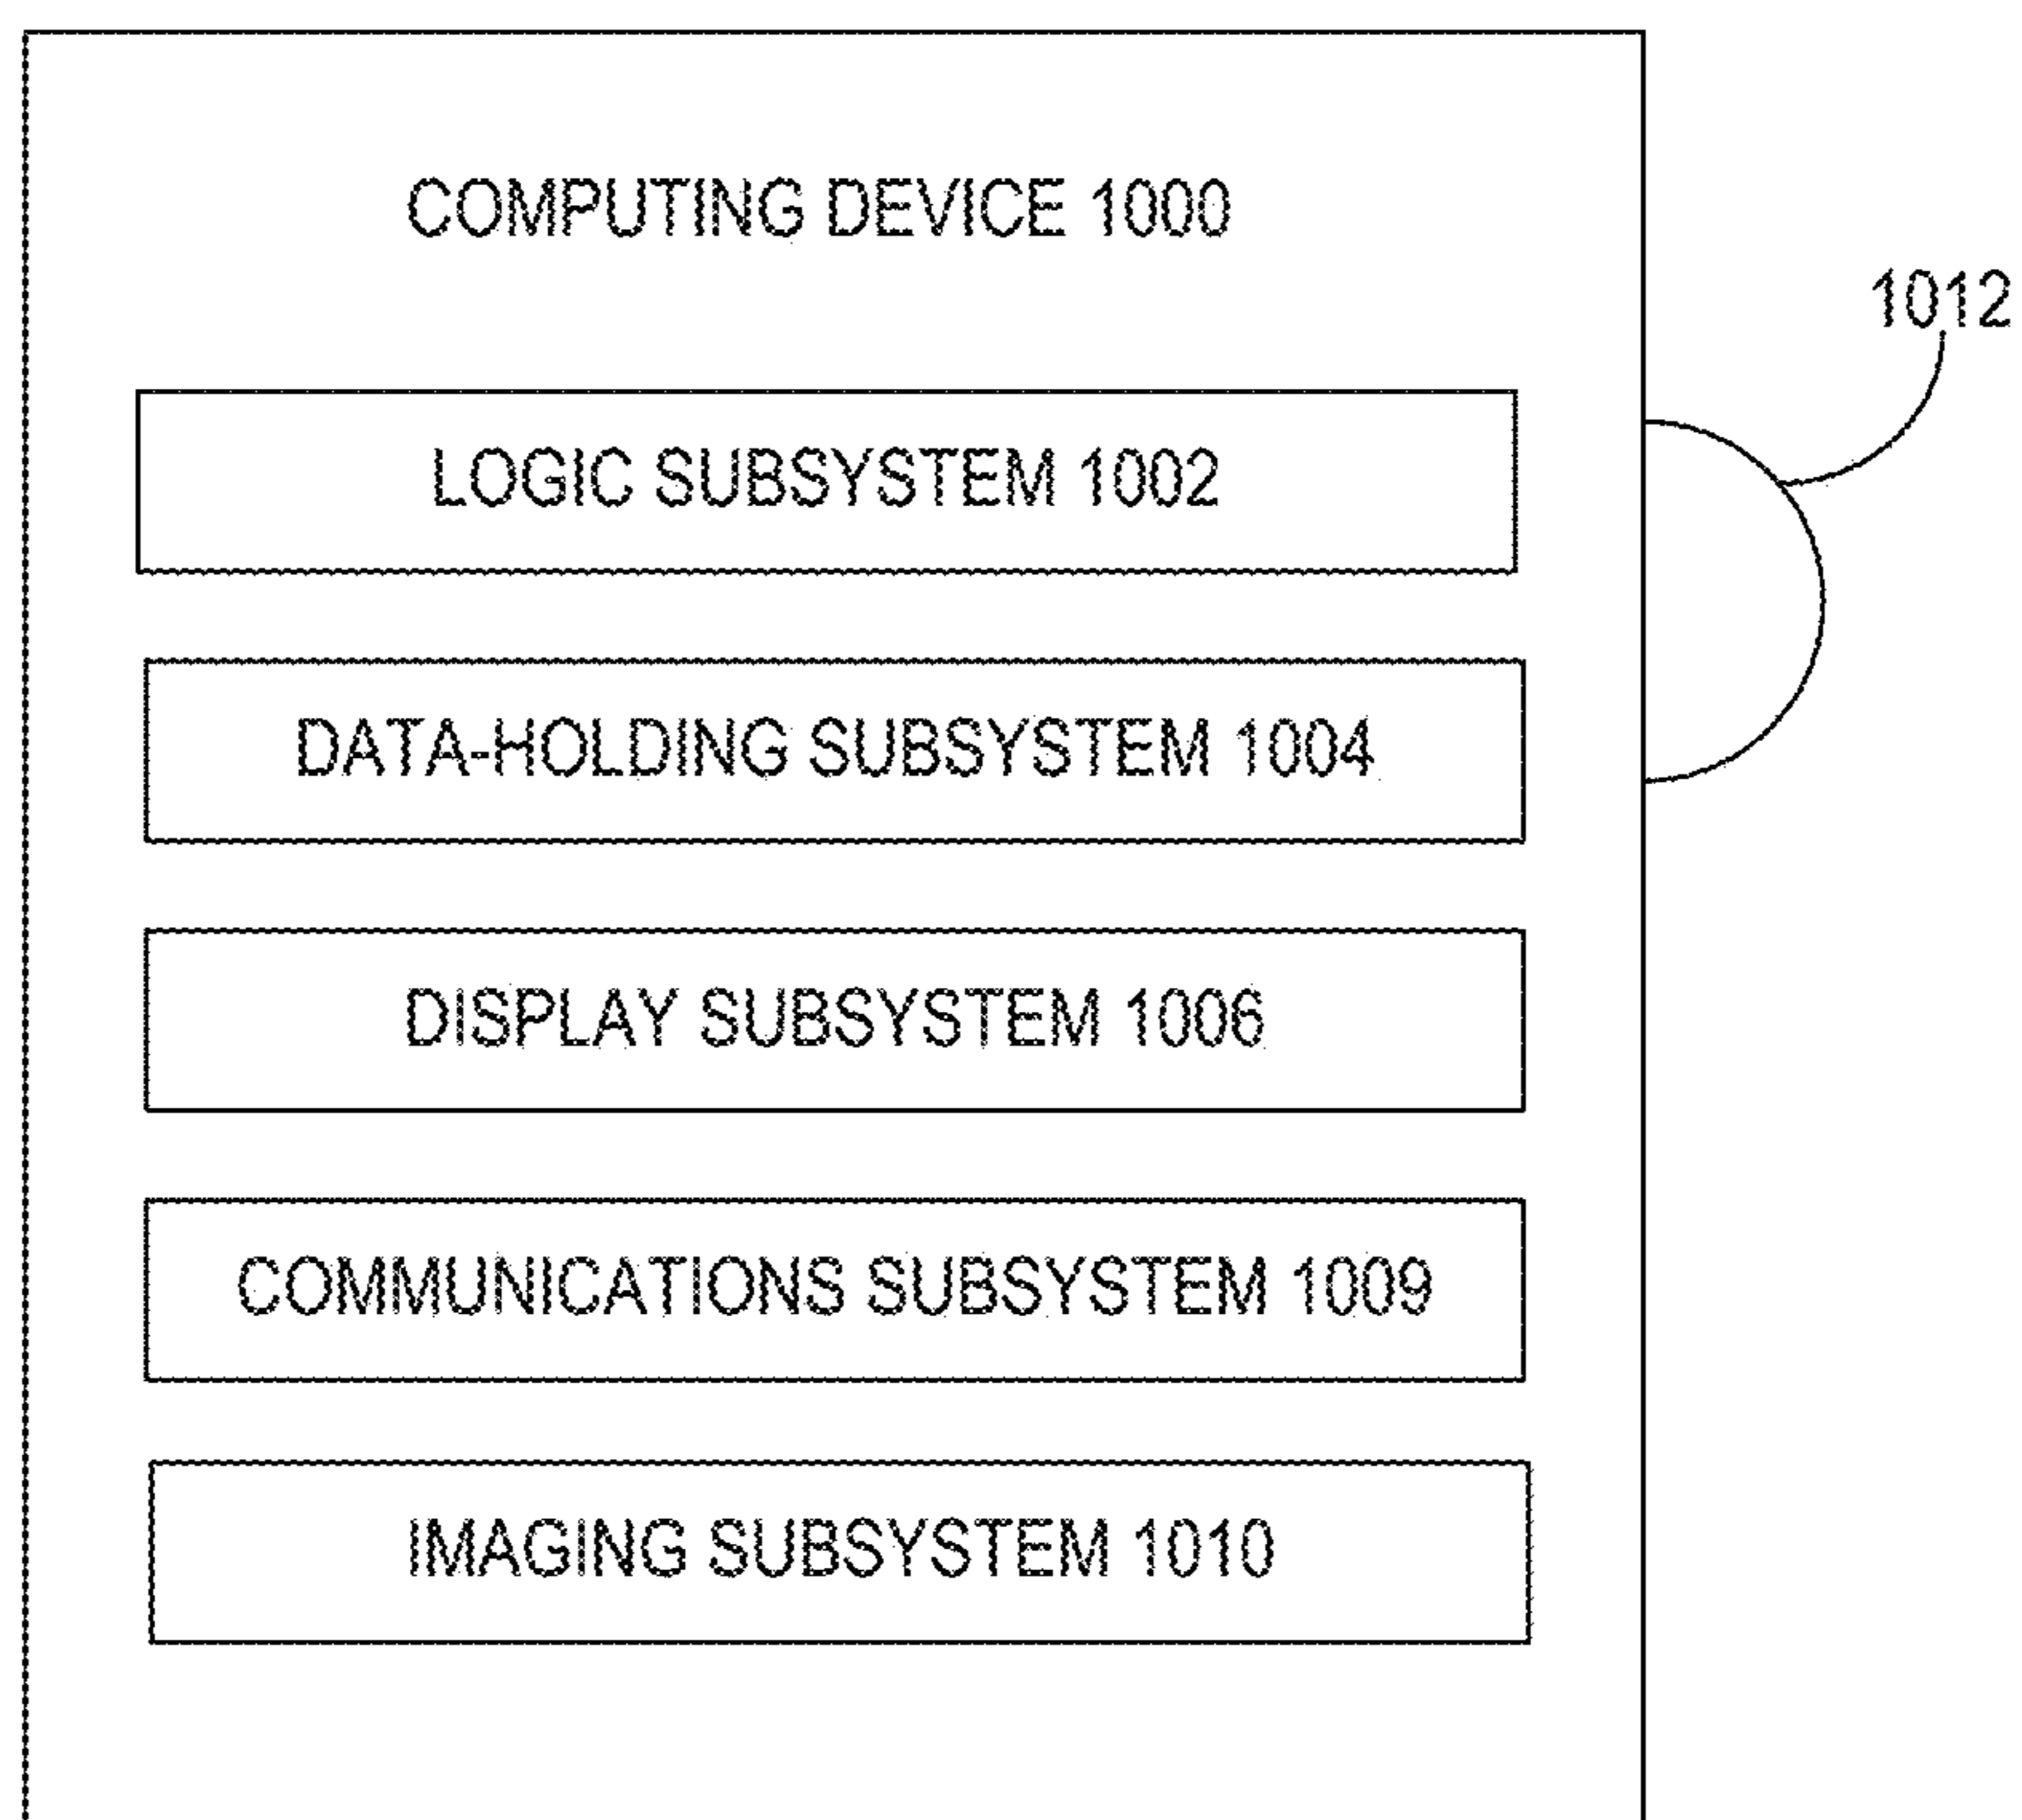 COMPUTING DEVICE 1000
1012
LOGIC SUBSYSTEM 1002
DATA-HOLDING SUBSYSTEM 1004
DISPLAY SUBSYSTEM 1006
COMMUNICATIONS SUBSYSTEM 1009
IMAGING SUBSYSTEM 1010